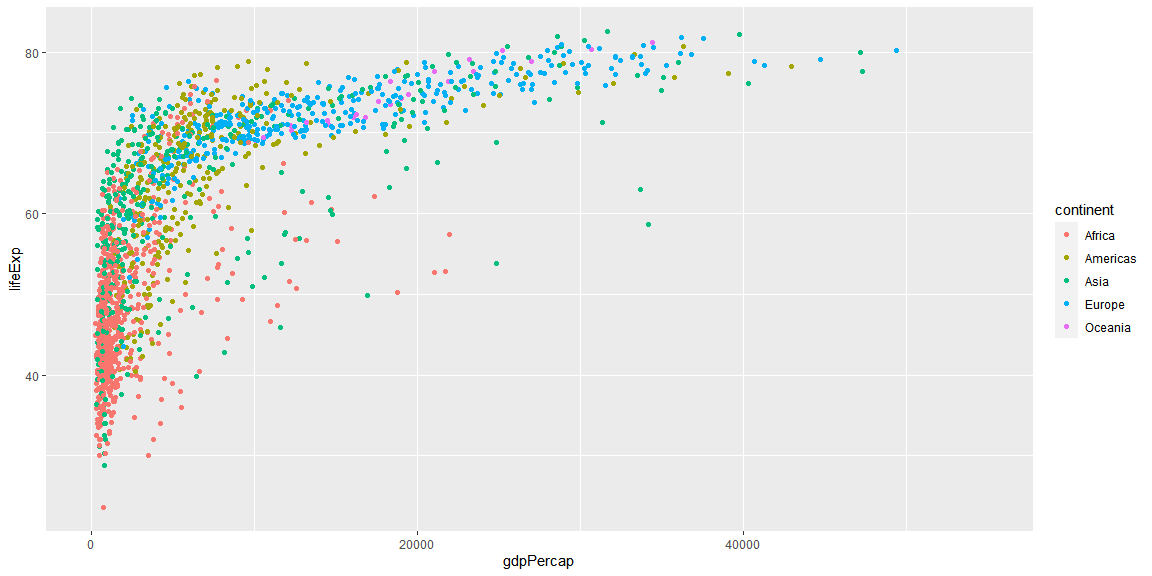 80
60
40
lifeExp
0
20000
40000
gdpPercap
continent
Africa
Americas
Asia
Europe
Oceania